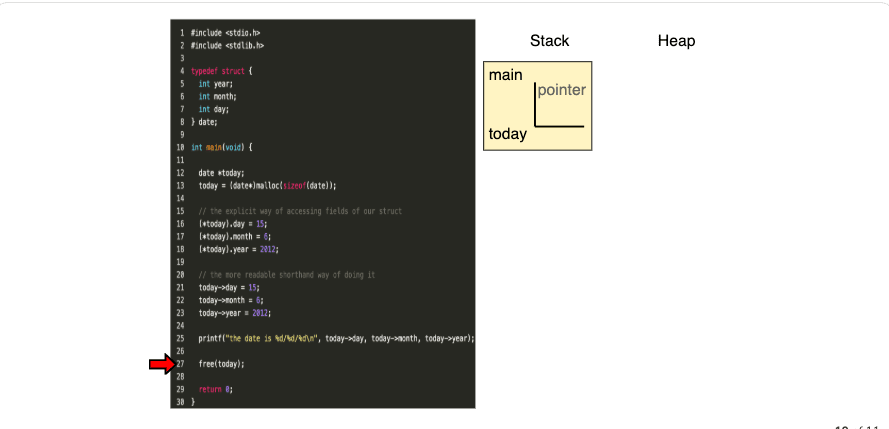 1 #include <stdio.h>
2 #include <stdlib.h>
3
4 typedef struct {
5 int year;
6 int month;
7 int day;
8 } date;
9
10 int main(void) {
11
12 date *today;
13 today = (date*)malloc(sizeof(date));
14
15 // the explicit way of accessing fields of our struct
16 (*today).day = 15;
17 (*today).month = 6;
18 (*today).year = 2012;
19
20 // the more readable shorthand way of doing it
21 today->day = 15;
22 today->month = 6;
23 today->year = 2012;
24
25 printf("the date is %d/%d/%d\n", today->day, today->month, today->year);
26
27 free(today);
28
29 return 0;
30 }
Stack
Heap
main
pointer
today